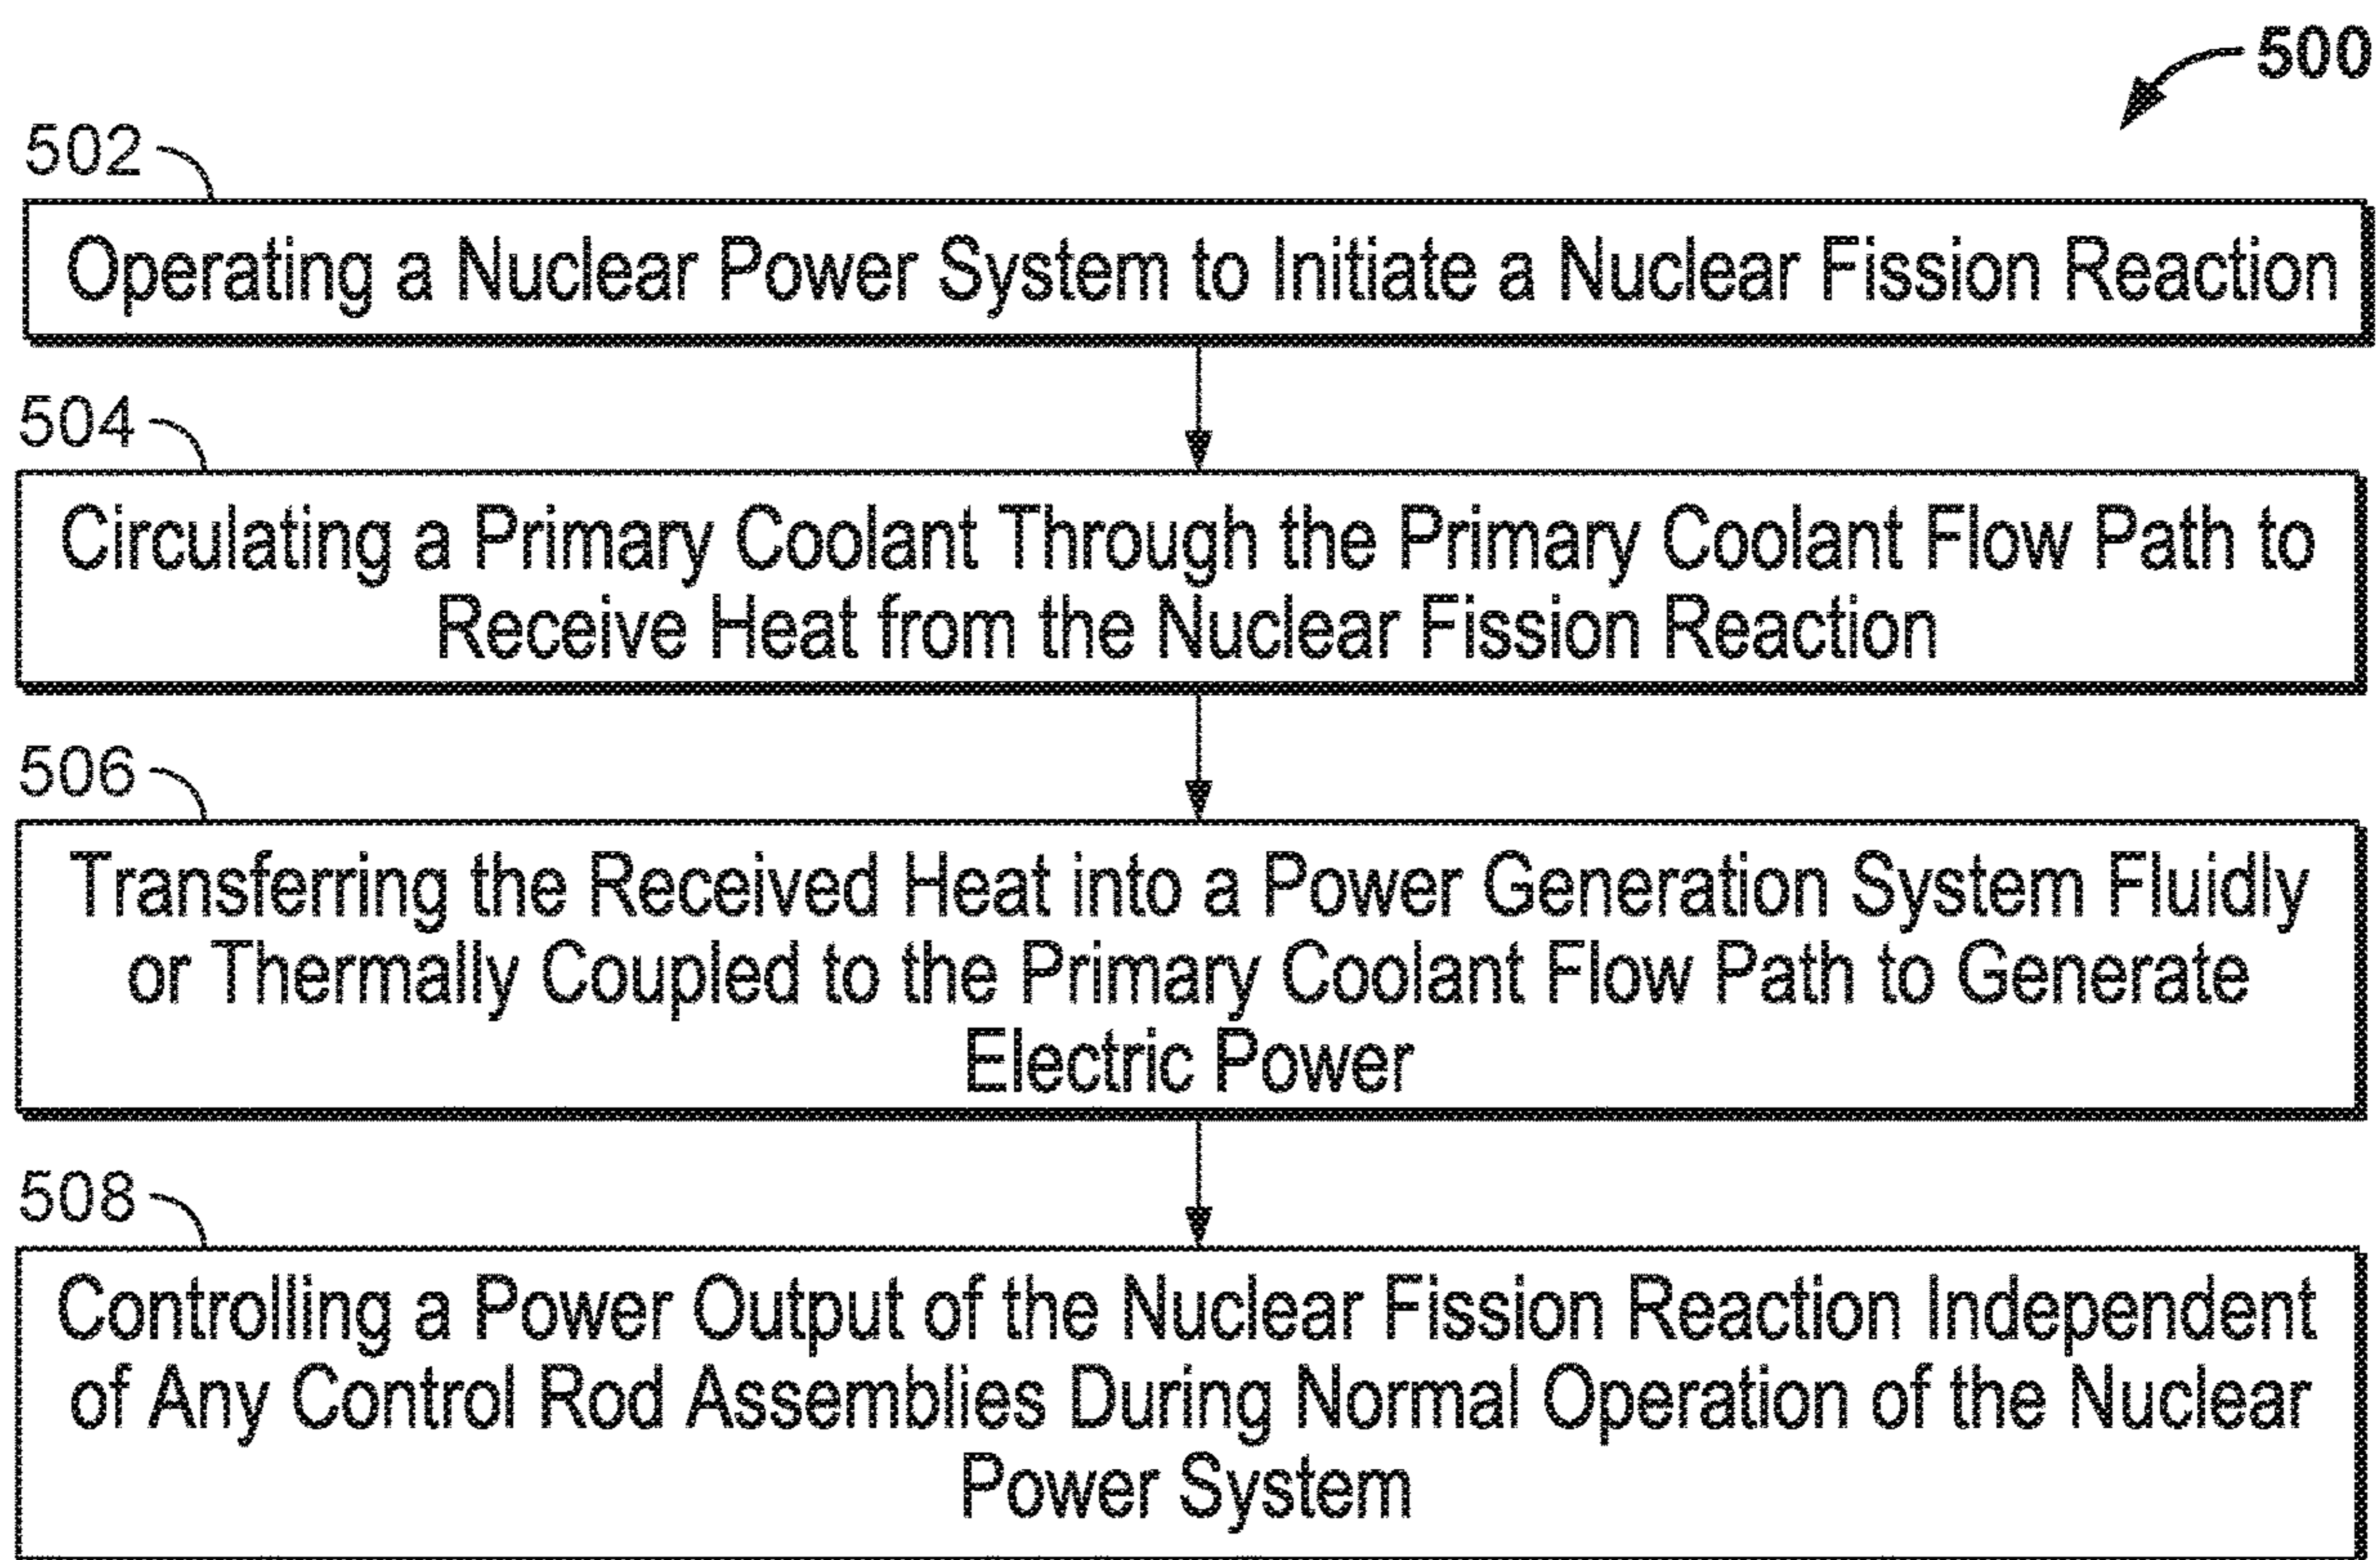 500
502
Operating a Nuclear Power System to Initiate a Nuclear Fission Reaction
504
Circulating a Primary Coolant Through the Primary Coolant Flow Path to
Receive Heat from the Nuclear Fission Reaction
506
Transferring the Received Heat into a Power Generation System Fluidly
or Thermally Coupled to the Primary Coolant Flow Path to Generate
Electric Power
508
Controlling a Power Output of the Nuclear Fission Reaction Independent
of Any Control Rod Assemblies During Normal Operation of the Nuclear
Power System